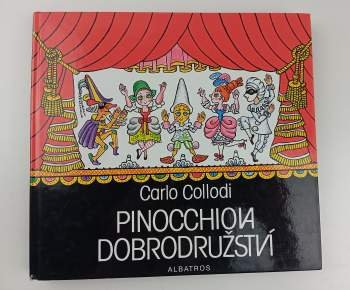 Carlo Collodi
PINOCCHIOVA
DOBRODRUŽSTVÍ
ALBATROS